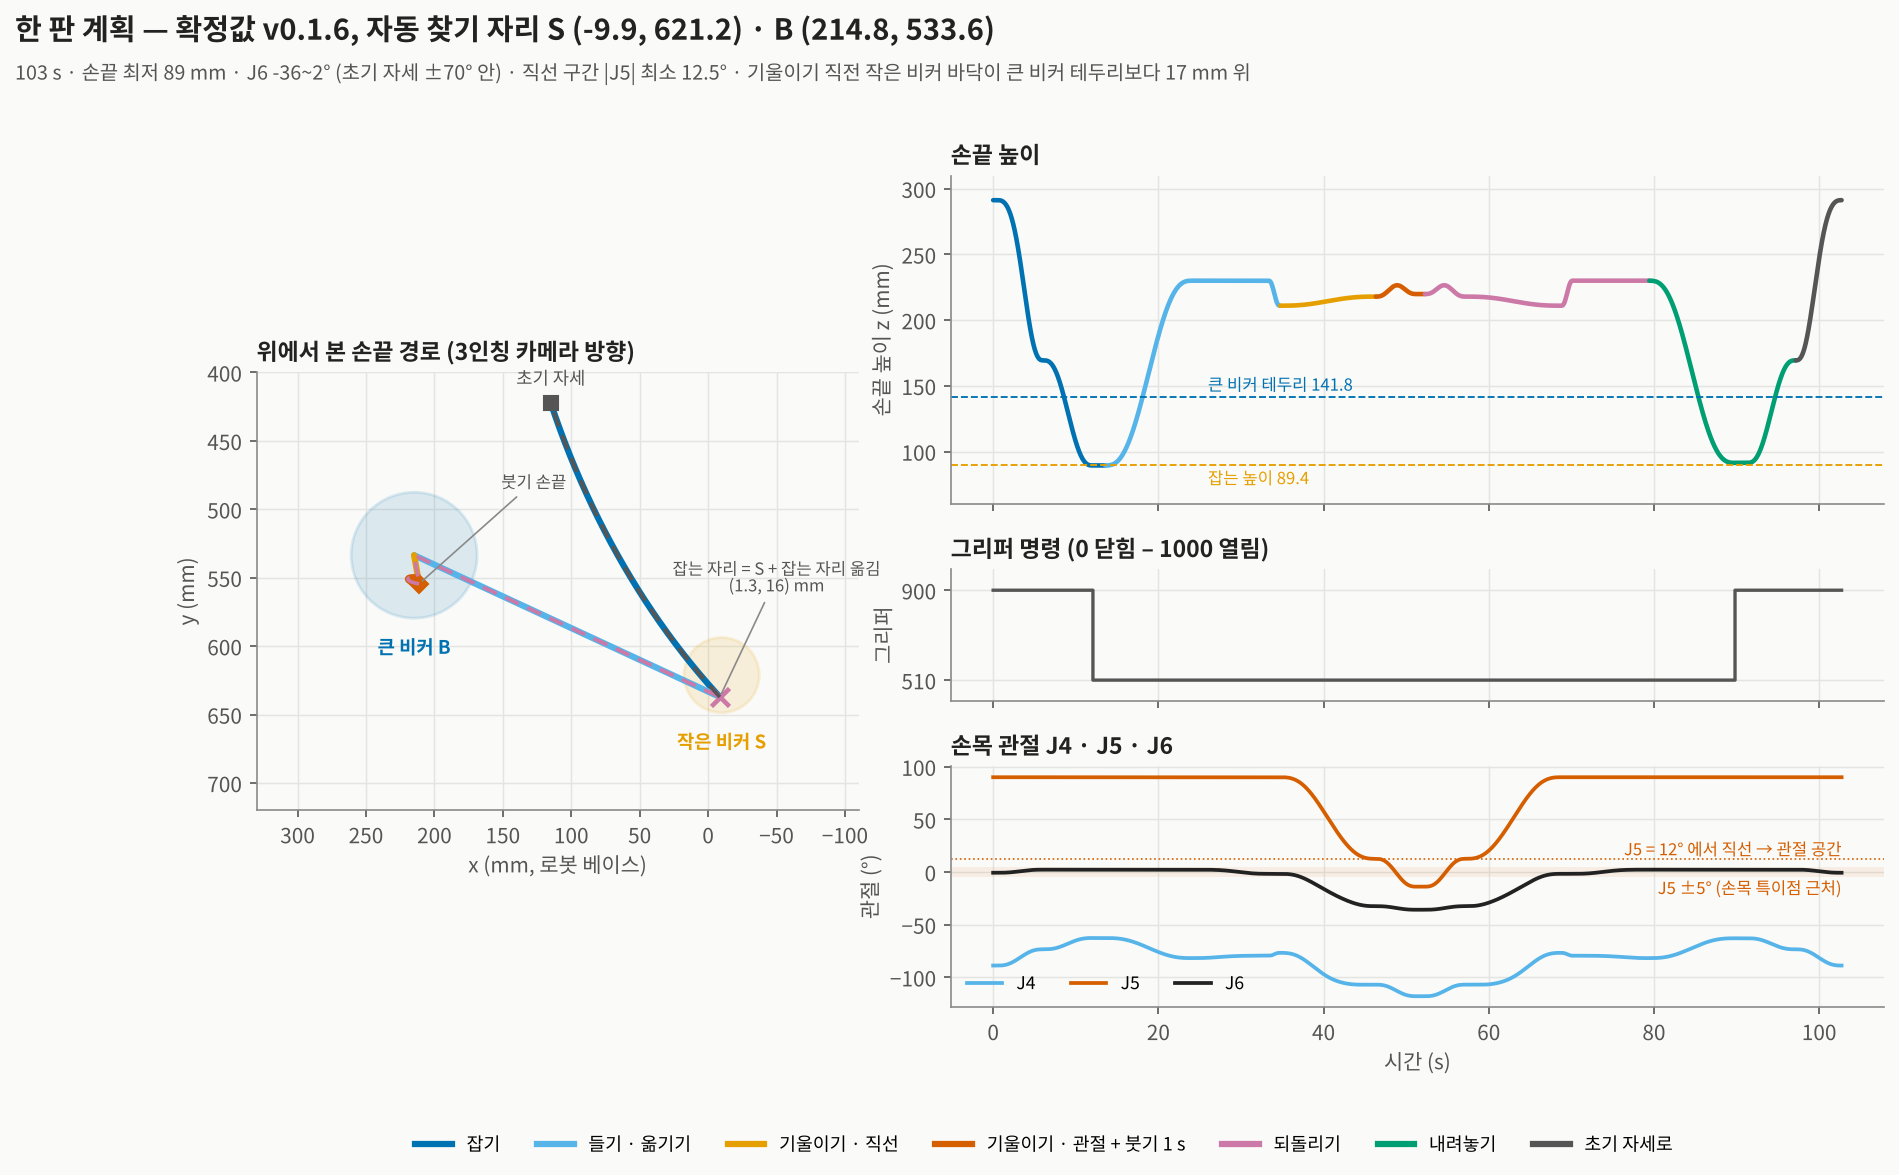 한 판 계획 — 확정값 v0.1.6, 자동 찾기 자리 S (-9.9, 621.2) · B (214.8, 533.6)
103 s · 손끝 최저 89 mm · J6 -36~2° (초기 자세 ±70° 안) · 직선 구간 |J5| 최소 12.5° · 기울이기 직전 작은 비커 바닥이 큰 비커 테두리보다 17 mm 위
위에서 본 손끝 경로 (3인칭 카메라 방향)
초기 자세
붓기 손끝
잡는 자리 = S + 잡는 자리 옮김
(1.3, 16) mm
큰 비커 B
작은 비커 S
400
450
500
550
600
650
700
y (mm)
300 250 200 150 100 50 0 −50 −100
x (mm, 로봇 베이스)
손끝 높이
300
250
200
150
100
손끝 높이 z (mm)
큰 비커 테두리 141.8
잡는 높이 89.4
그리퍼 명령 (0 닫힘 – 1000 열림)
900
510
그리퍼
손목 관절 J4 · J5 · J6
100
50
0
−50
−100
관절 (°)
J5 = 12° 에서 직선 → 관절 공간
J5 ±5° (손목 특이점 근처)
J4 J5 J6
0 20 40 60 80 100
시간 (s)
잡기 들기 · 옮기기 기울이기 · 직선 기울이기 · 관절 + 붓기 1 s 되돌리기 내려놓기 초기 자세로